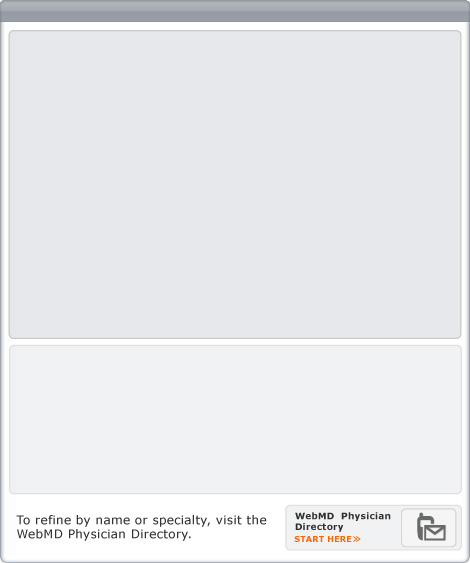 To refine by name or specialty, visit the
WebMD Physician Directory.
WebMD Physician
Directory
START HERE»